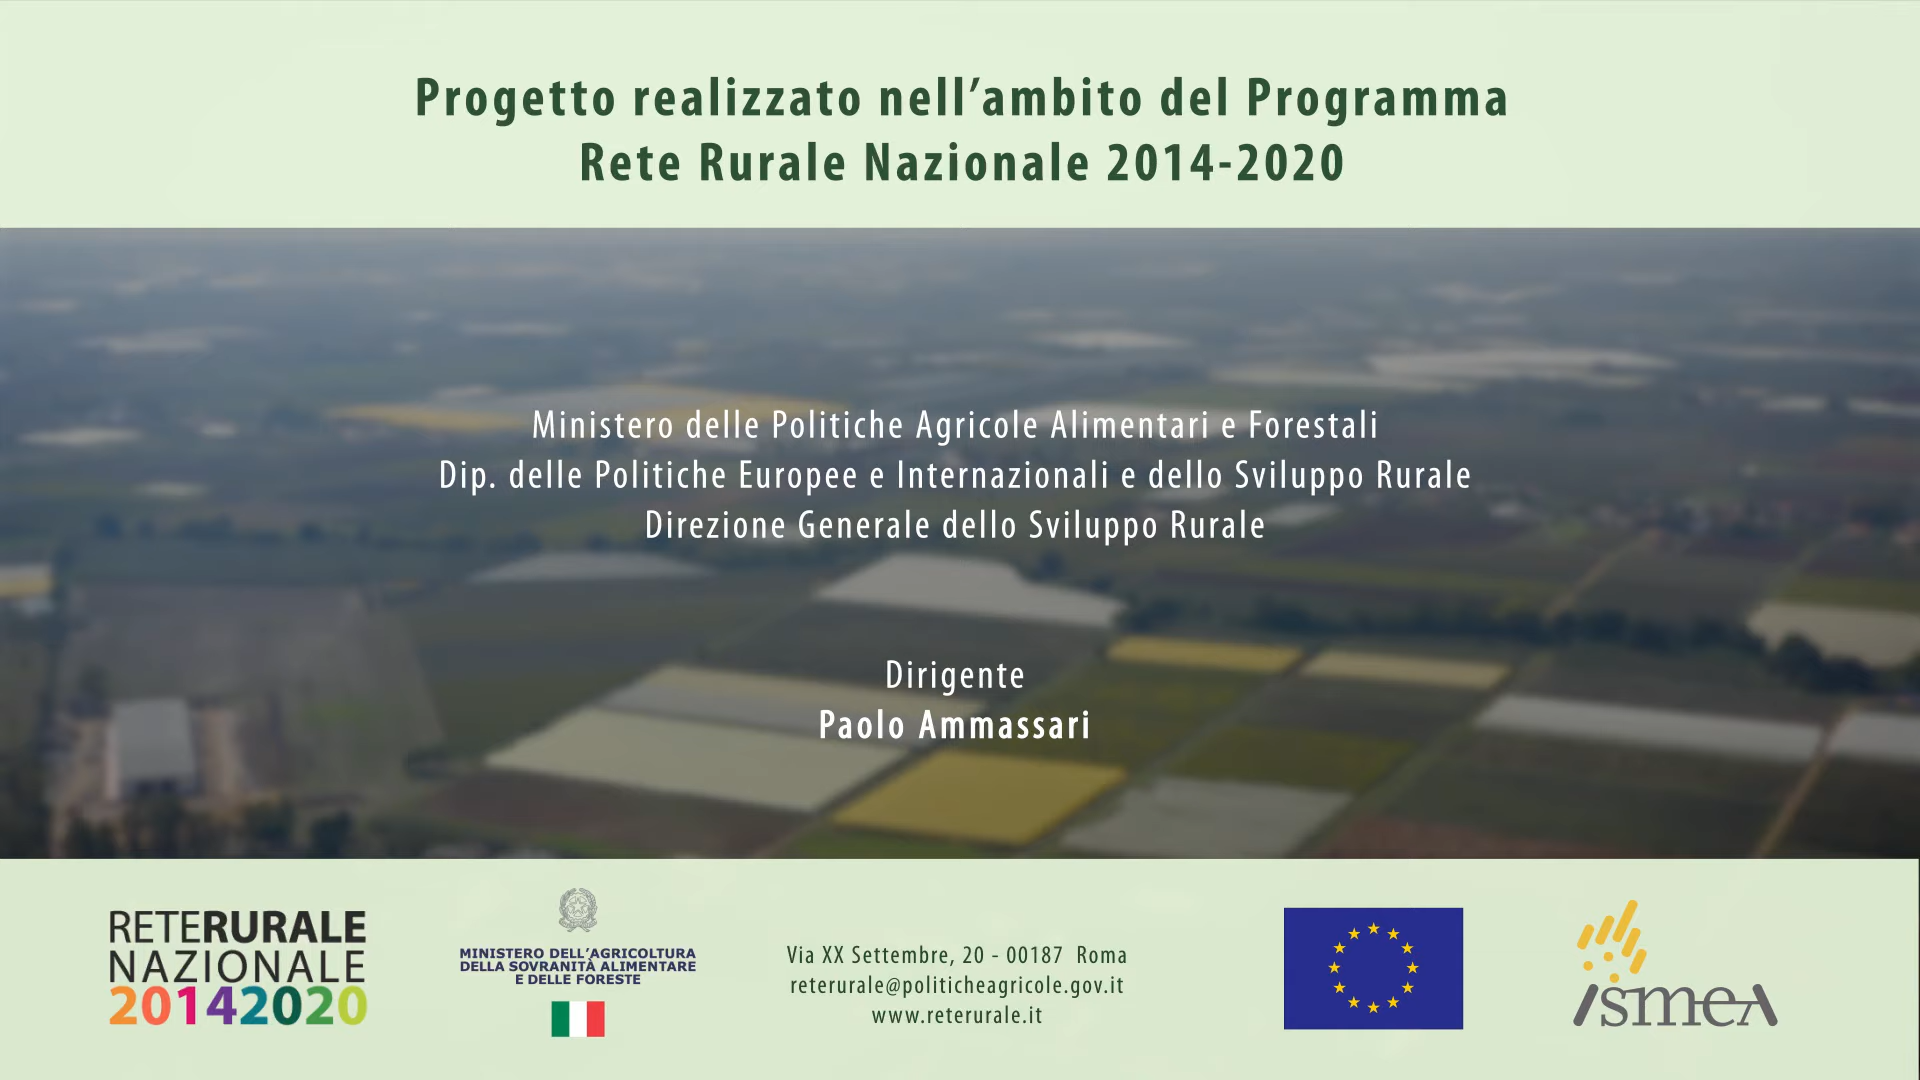 Progetto realizzato nell’ambito del Programma
Rete Rurale Nazionale 2014-2020
Ministero delle Politiche Agricole Alimentari e Forestali
Dip. delle Politiche Europee e Internazionali e dello Sviluppo Rurale
Direzione Generale dello Sviluppo Rurale
Dirigente
Paolo Ammassari
RETERURALE
NAZIONALE
20142020
MINISTERO DELL’AGRICOLTURA
DELLA SOVRANITÀ ALIMENTARE
E DELLE FORESTE
Via XX Settembre, 20 - 00187 Roma
reterurale@politicheagricole.gov.it
www.reterurale.it
ismea